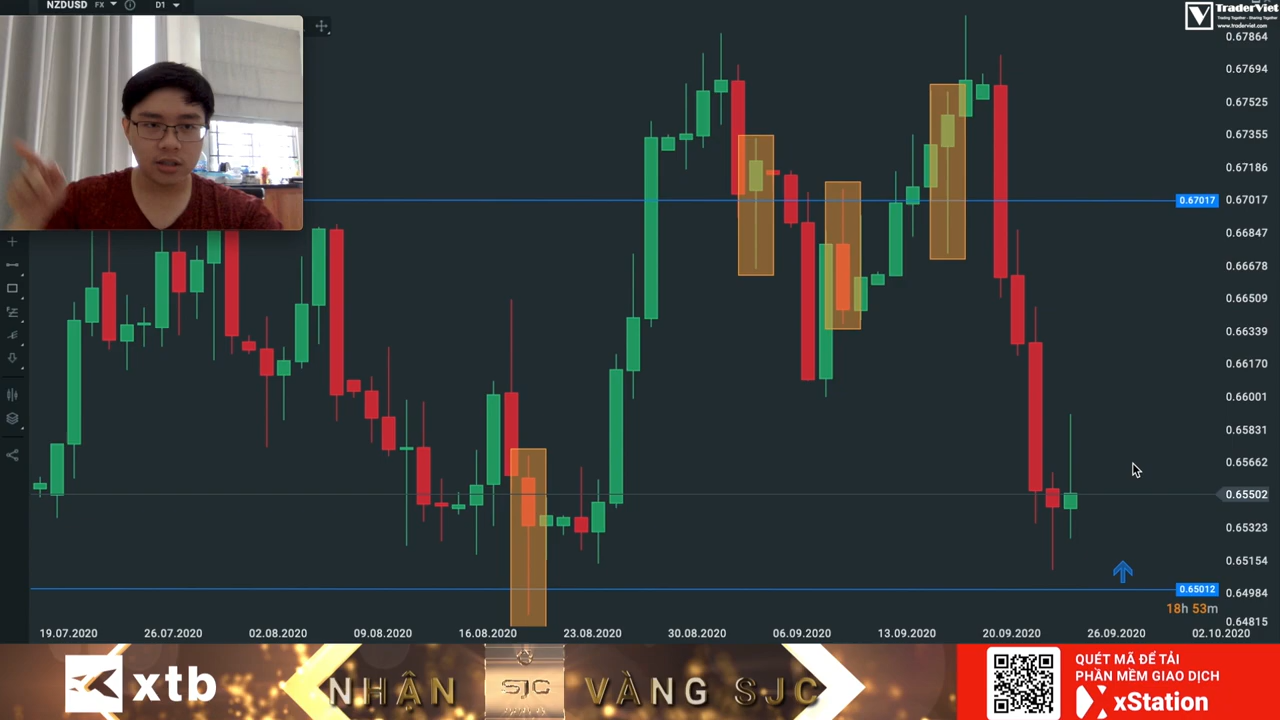 NZDUSD FX D1
TraderViet
Trading Together - Sharing Together
www.traderviet.com
0.67864
0.67694
0.67525
0.67355
0.67186
0.67017
0.67017
0.66847
0.66678
0.66509
0.66339
0.66170
0.66001
0.65831
0.65662
0.65502
0.65323
0.65154
0.65012
0.64984
18h 53m
0.64815
19.07.2020 26.07.2020 02.08.2020 09.08.2020 16.08.2020 23.08.2020 30.08.2020 06.09.2020 13.09.2020 20.09.2020 26.09.2020 02.10.2020
xtb
NHẬN SJC VÀNG SJC
QUÉT MÃ ĐỂ TẢI
PHẦN MỀM GIAO DỊCH
xStation